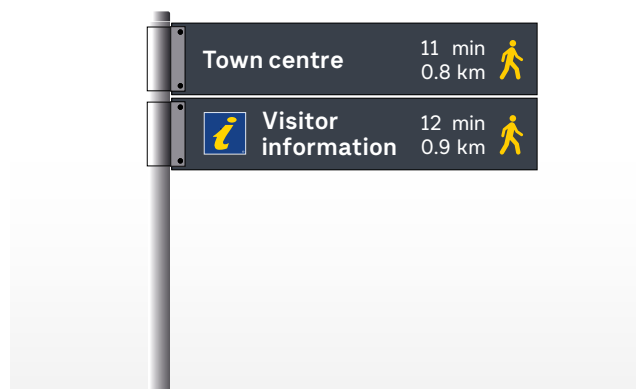 Town centre
11 min
0.8 km
i
Visitor
information
12 min
0.9 km